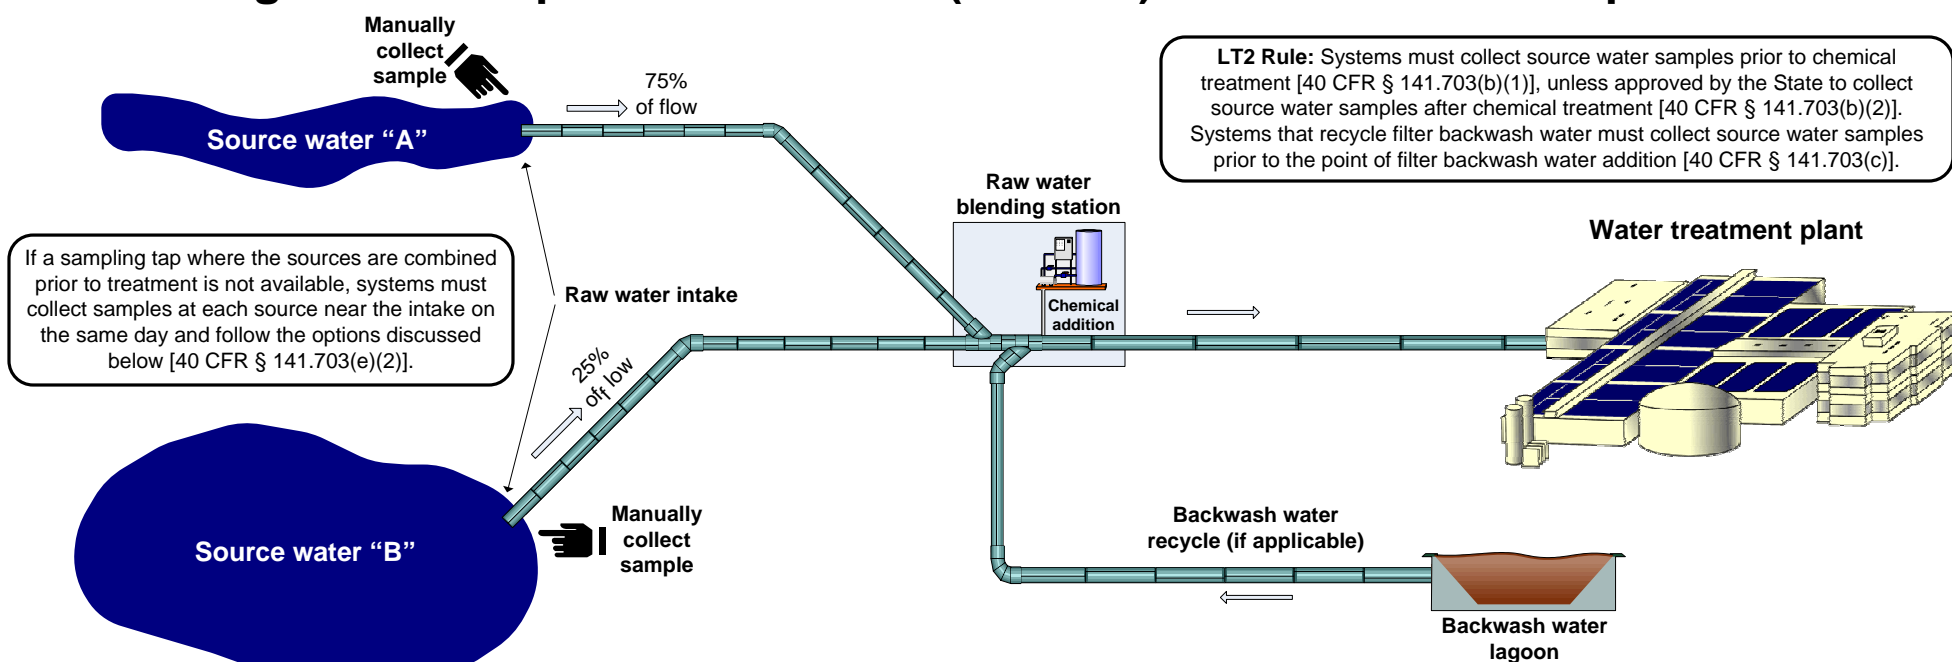 Manually
collect
sample
75%
of flow
Source water “A”
LT2 Rule: Systems must collect source water samples prior to chemical
treatment [40 CFR § 141.703(b)(1)], unless approved by the State to collect
source water samples after chemical treatment [40 CFR § 141.703(b)(2)].
Systems that recycle filter backwash water must collect source water samples
prior to the point of filter backwash water addition [40 CFR § 141.703(c)].
Raw water
blending station
Water treatment plant
If a sampling tap where the sources are combined
prior to treatment is not available, systems must
collect samples at each source near the intake on
the same day and follow the options discussed
below [40 CFR § 141.703(e)(2)].
Raw water intake
Chemical
addition
25%
off low
Source water “B”
Manually
collect
sample
Backwash water
recycle (if applicable)
Backwash water
lagoon